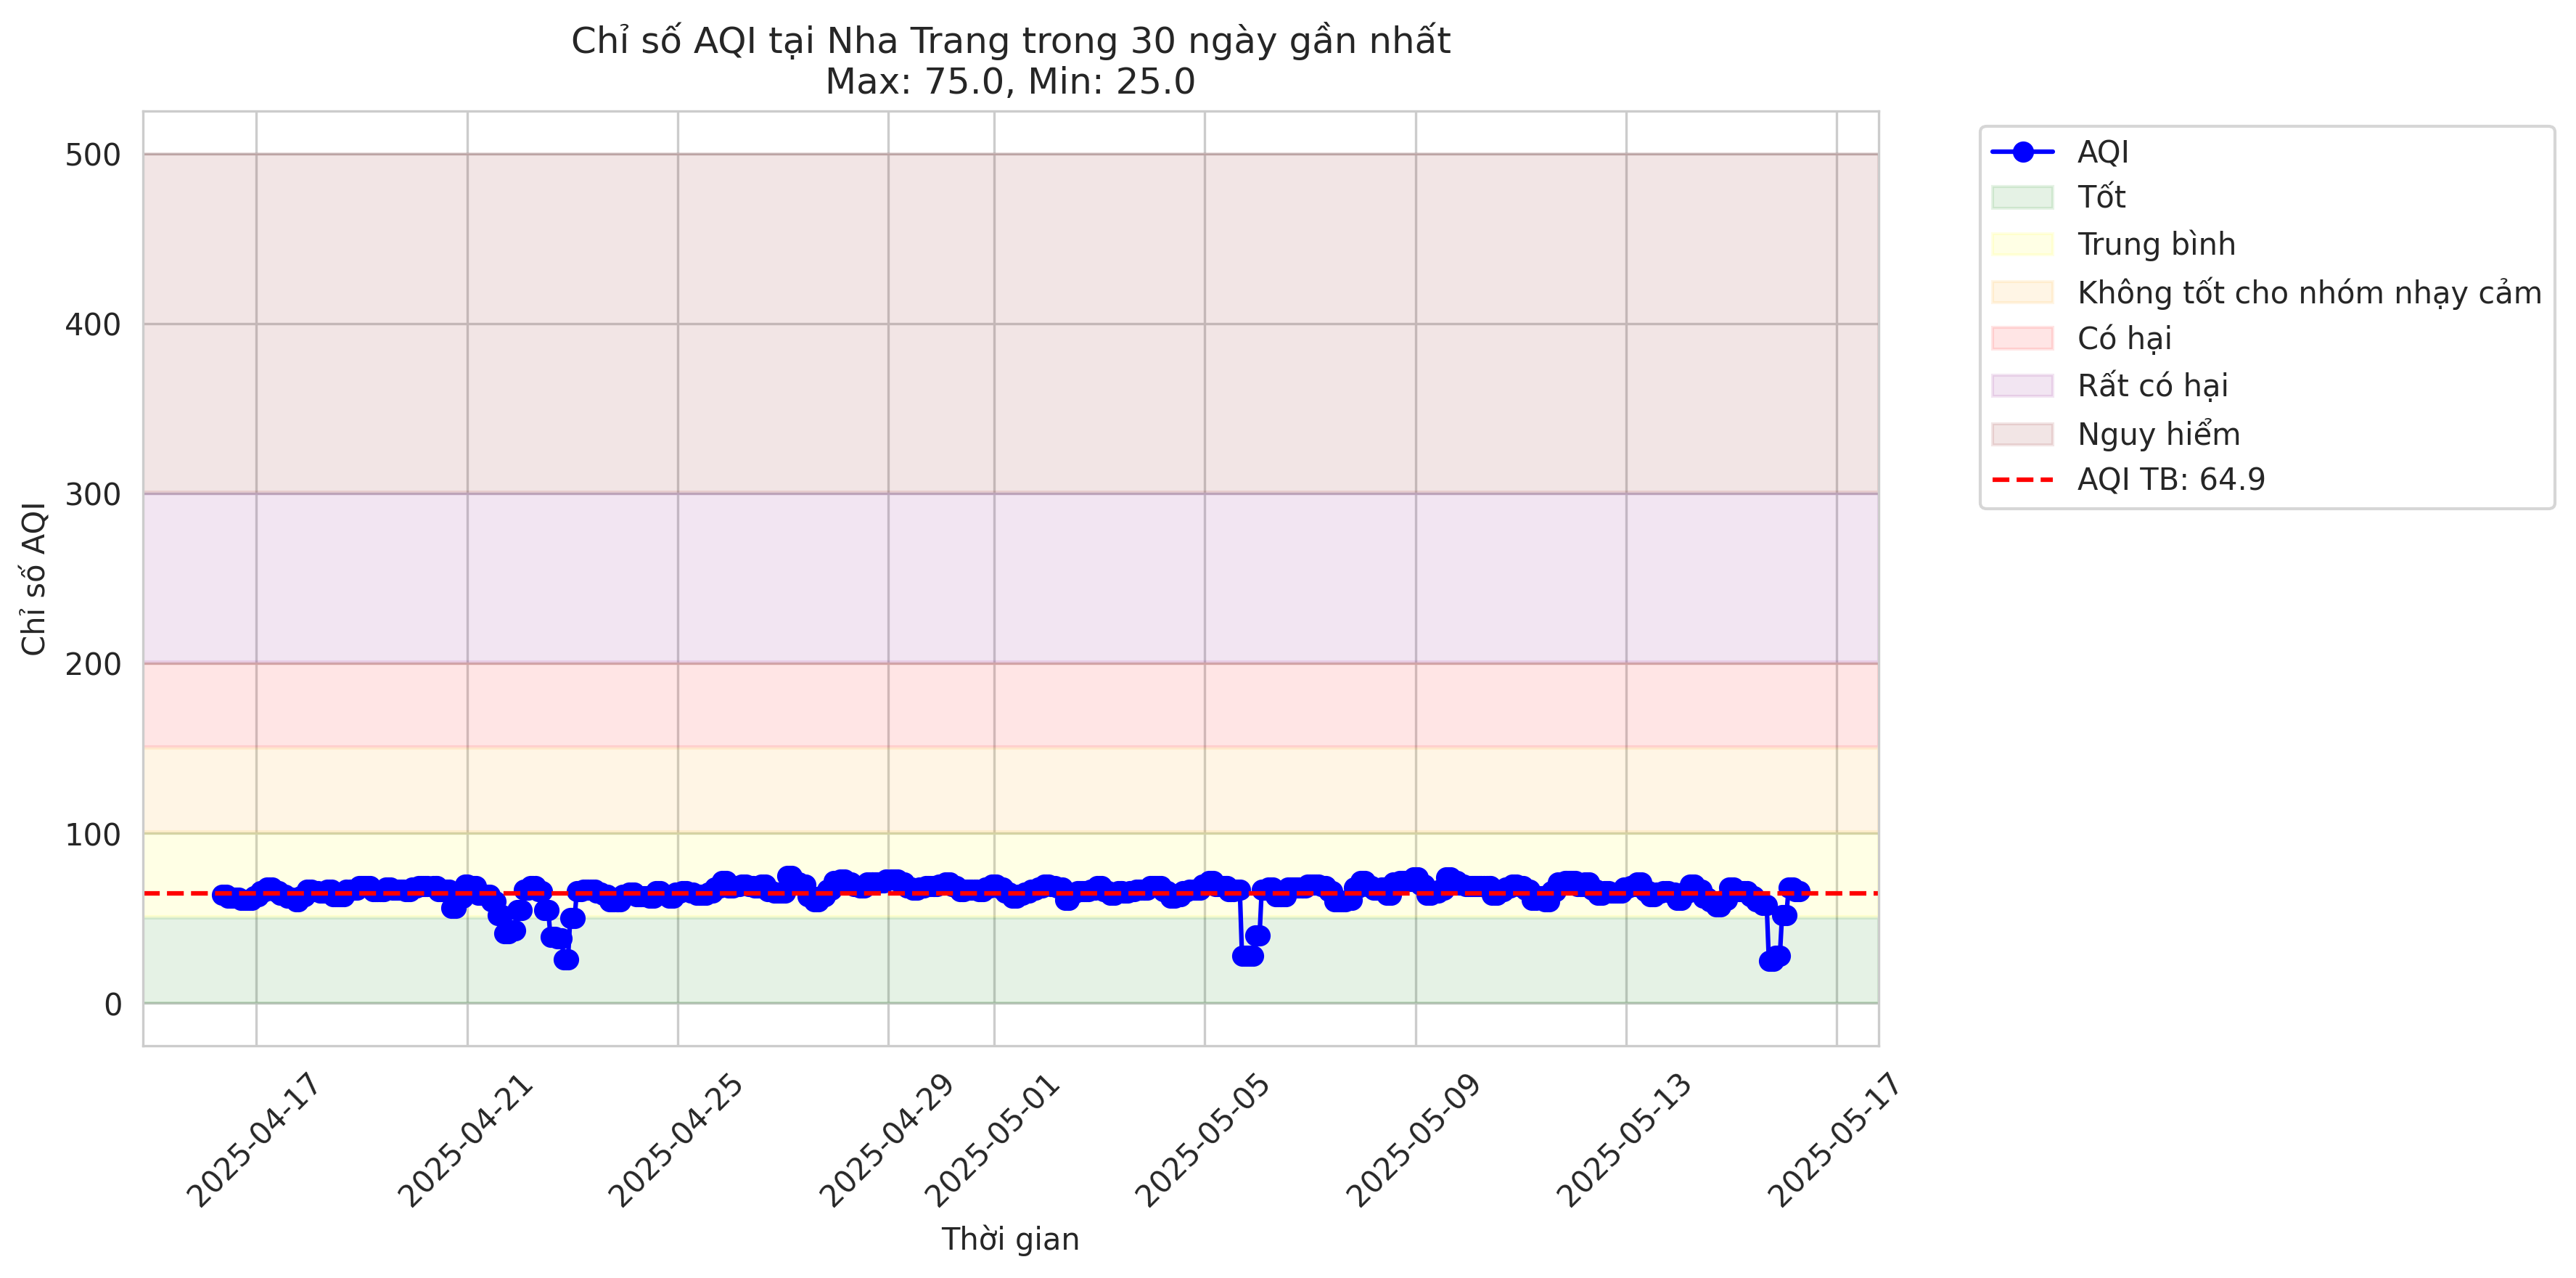 Chỉ số AQI tại Nha Trang trong 30 ngày gần nhất
Max: 75.0, Min: 25.0
Chỉ số AQI
500
400
300
200
100
0
2025-04-17
2025-04-21
2025-04-25
2025-04-29
2025-05-01
2025-05-05
2025-05-09
2025-05-13
2025-05-17
Thời gian
AQI
Tốt
Trung bình
Không tốt cho nhóm nhạy cảm
Có hại
Rất có hại
Nguy hiểm
AQI TB: 64.9